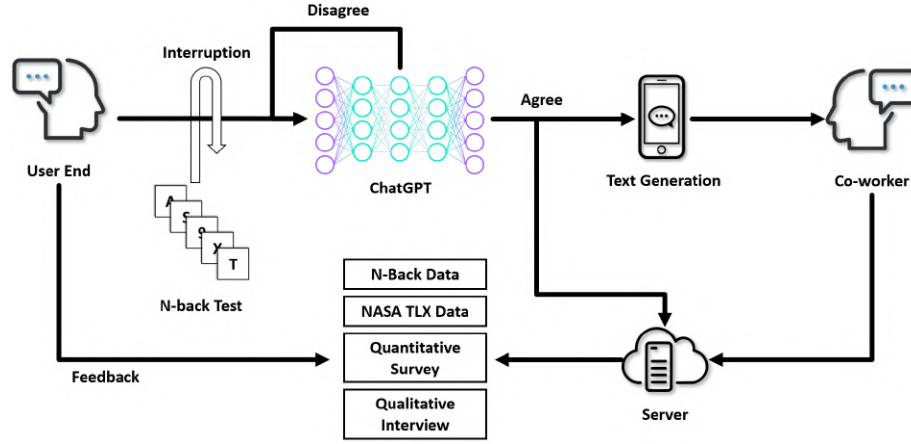 Disagree
Interruption
Agree
User End
ChatGPT
Text Generation
Co-worker
A
S
9
X
T
N-back Test
N-Back Data
NASA TLX Data
Quantitative
Survey
Qualitative
Interview
Feedback
Server